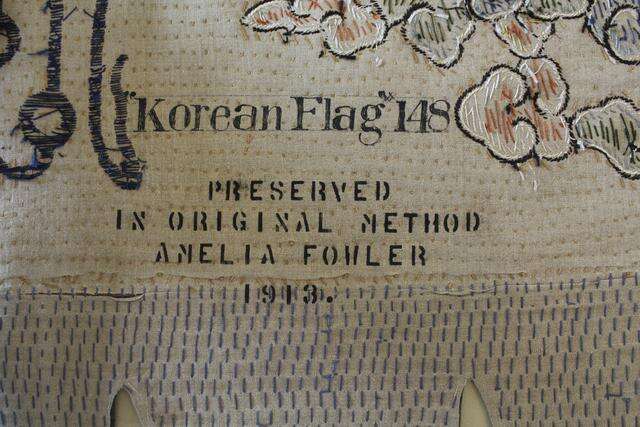 "Korean Flag" 148
PRESERVED
IN ORIGINAL METHOD
AMELIA FOWLER
1913.